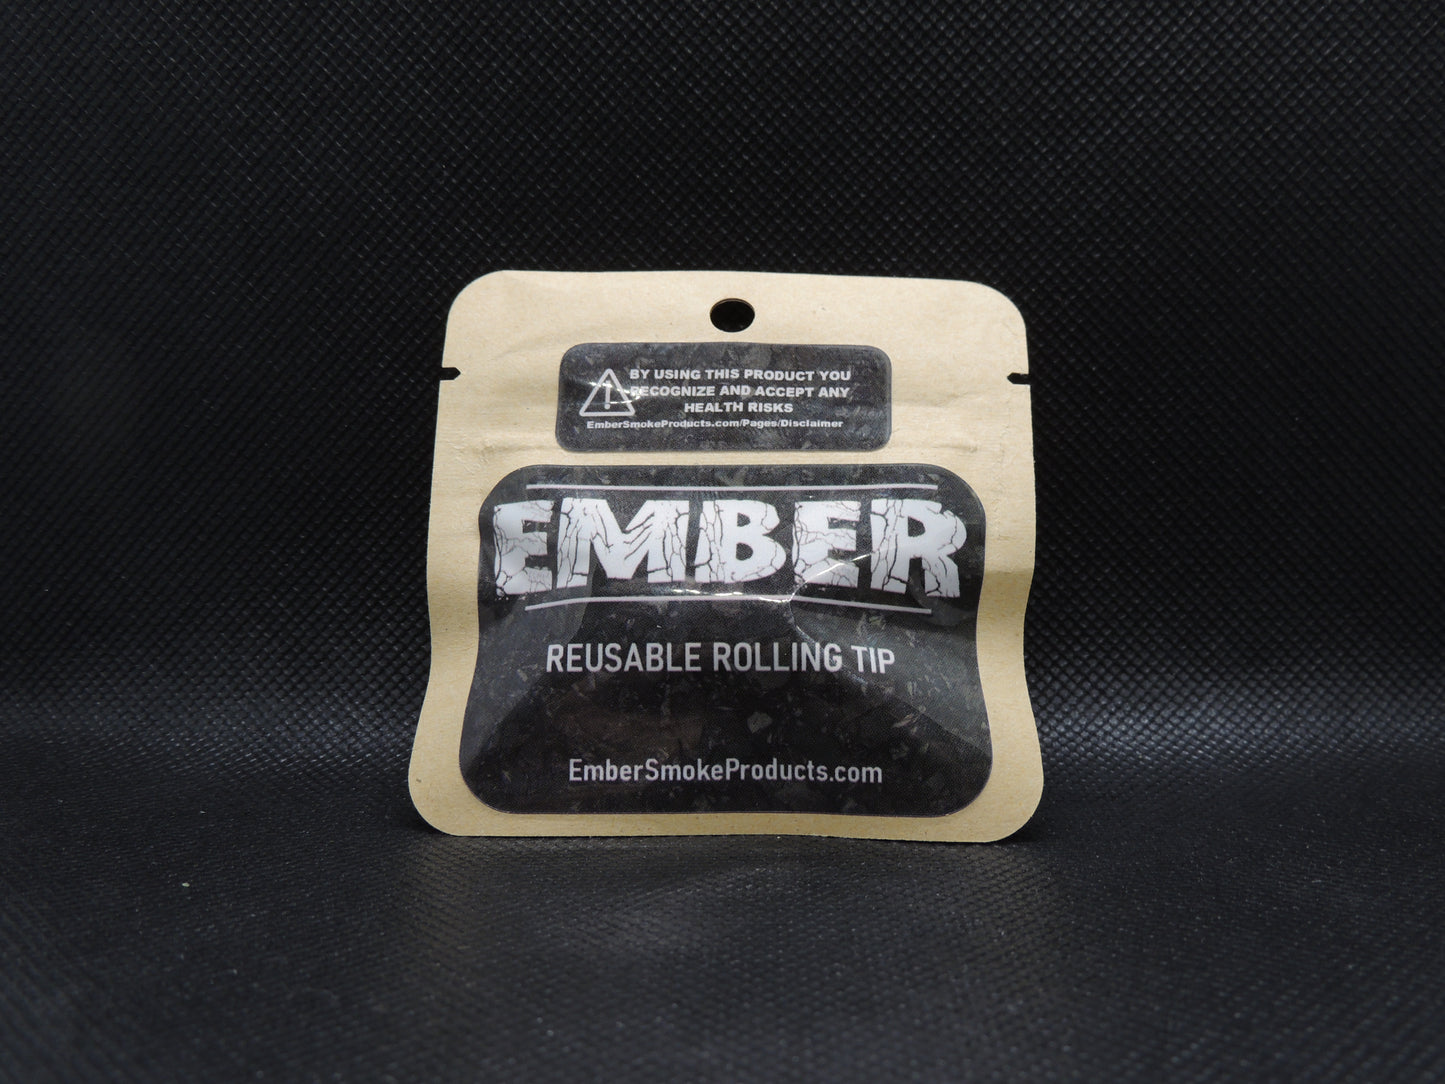 BY USING THIS PRODUCT YOU
RECOGNIZE AND ACCEPT ANY
HEALTH RISKS
EmberSmokeProducts.com/Pages/Disclaimer
EMBER
REUSABLE ROLLING TIP
EmberSmokeProducts.com